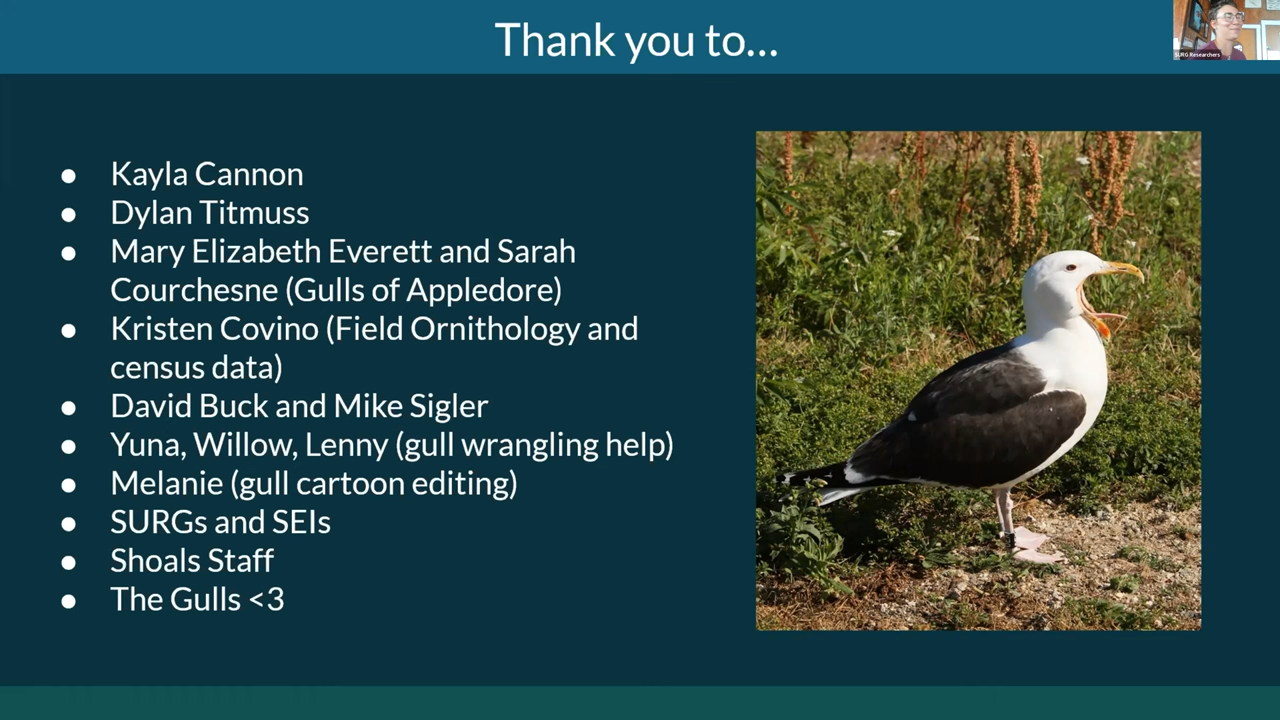 Thank you to...
SURG Researchers
● Kayla Cannon
● Dylan Titmuss
● Mary Elizabeth Everett and Sarah
Courchesne (Gulls of Appledore)
● Kristen Covino (Field Ornithology and
census data)
● David Buck and Mike Sigler
● Yuna, Willow, Lenny (gull wrangling help)
● Melanie (gull cartoon editing)
● SURGs and SEIs
● Shoals Staff
● The Gulls <3